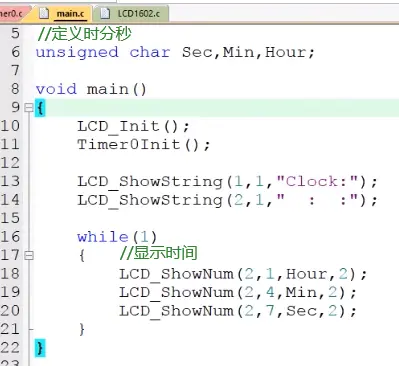 ner0.c main.c LCD1602.c
5 //定义时分秒
6 unsigned char Sec,Min,Hour;
7
8 void main()
9 {
10 LCD_Init();
11 Timer0Init();
12
13 LCD_ShowString(1,1,"Clock:");
14 LCD_ShowString(2,1,"  :  :");
15
16 while(1)
17 { //显示时间
18 LCD_ShowNum(2,1,Hour,2);
19 LCD_ShowNum(2,4,Min,2);
20 LCD_ShowNum(2,7,Sec,2);
21 }
22 }
23